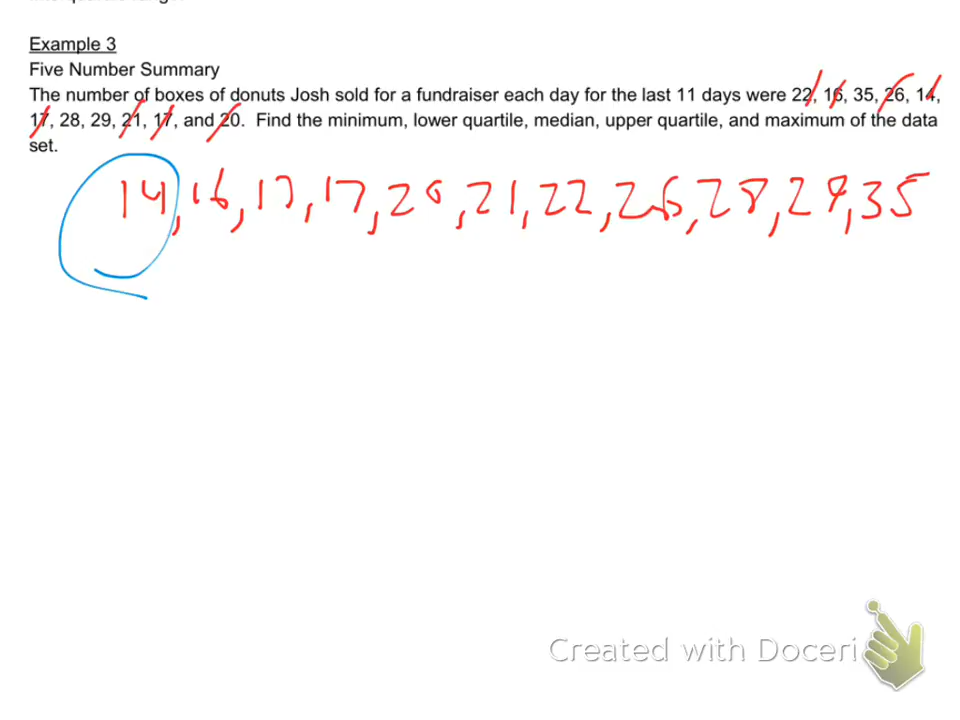 Example 3
Five Number Summary
The number of boxes of donuts Josh sold for a fundraiser each day for the last 11 days were 22, 16, 35, 26, 14,
17, 28, 29, 21, 17, and 20. Find the minimum, lower quartile, median, upper quartile, and maximum of the data
set.
14, 16, 17, 17, 20, 21, 22, 26, 28, 29, 35
Created with Doceri